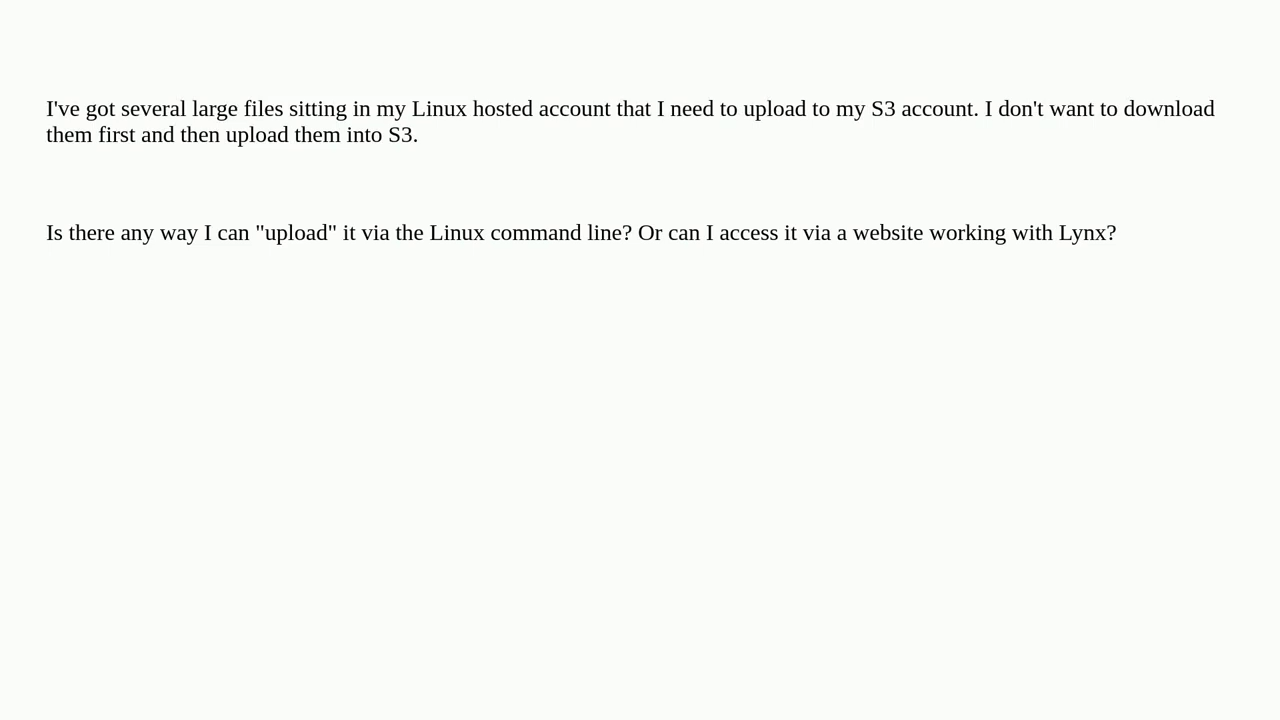 I've got several large files sitting in my Linux hosted account that I need to upload to my S3 account. I don't want to download
them first and then upload them into S3.
Is there any way I can "upload" it via the Linux command line? Or can I access it via a website working with Lynx?